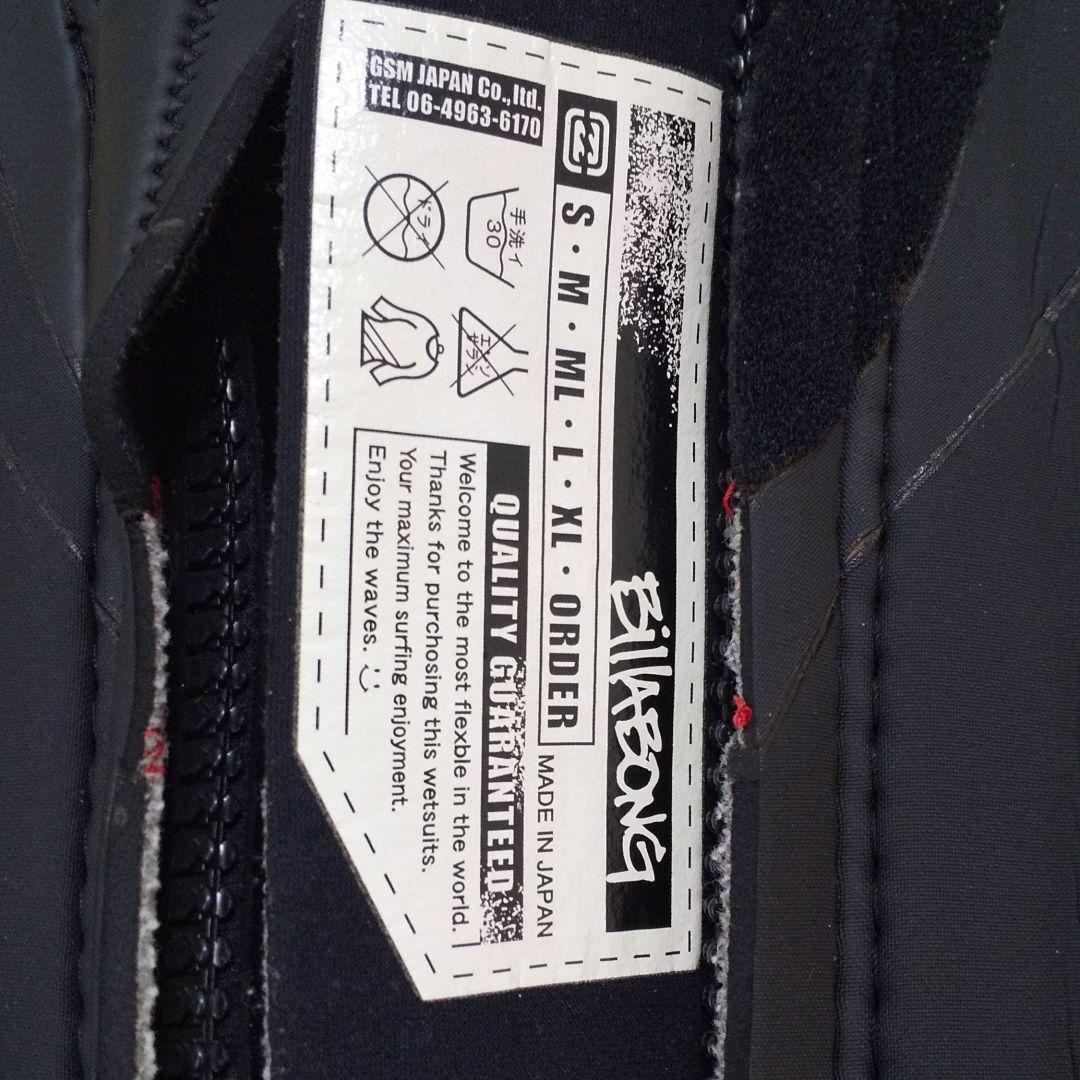 BillABONG
S・M・ML・L・XL・ORDER
MADE IN JAPAN
GSM JAPAN Co.,ltd.
TEL 06-4963-6170
手洗イ
30
ドライ
エンソ
サラシ
QUALITY GUARANTEED
Welcome to the most flexble in the world.
Thanks for purchosing this wetsuits.
Your maximum surfing enjoyment.
Enjoy the waves.